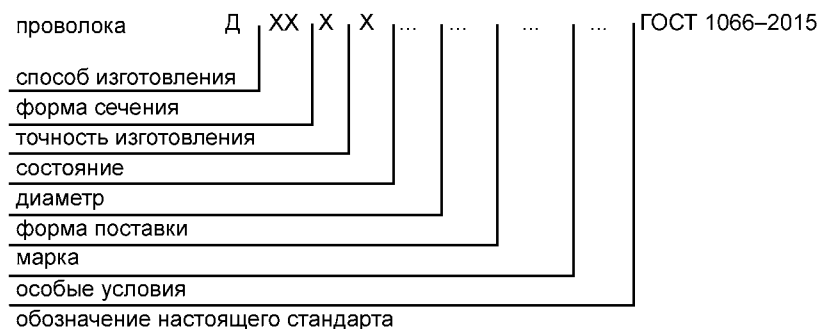 проволока Д ХХ Х Х ... ... ... ... ГОСТ 1066–2015
способ изготовления
форма сечения
точность изготовления
состояние
диаметр
форма поставки
марка
особые условия
обозначение настоящего стандарта